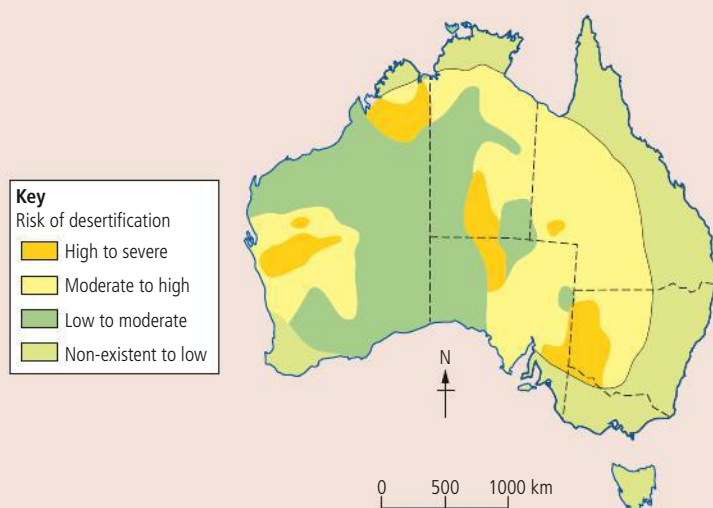 Key
Risk of desertification
High to severe
Moderate to high
Low to moderate
Non-existent to low
N
0 500 1000 km